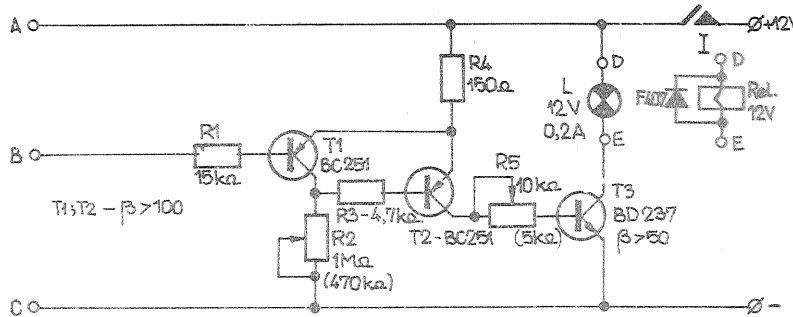 A
Ø+12V
I
R4
150Ω
D
L
12V
0,2A
E
D
F407
Rel.
12V
E
R1
15kΩ
B
T1
BC251
T1;T2 - β>100
R3-4,7kΩ
R5
10kΩ
T2-BC251
(5kΩ)
T3
BD237
β>50
R2
1MΩ
(470kΩ)
C
Ø-